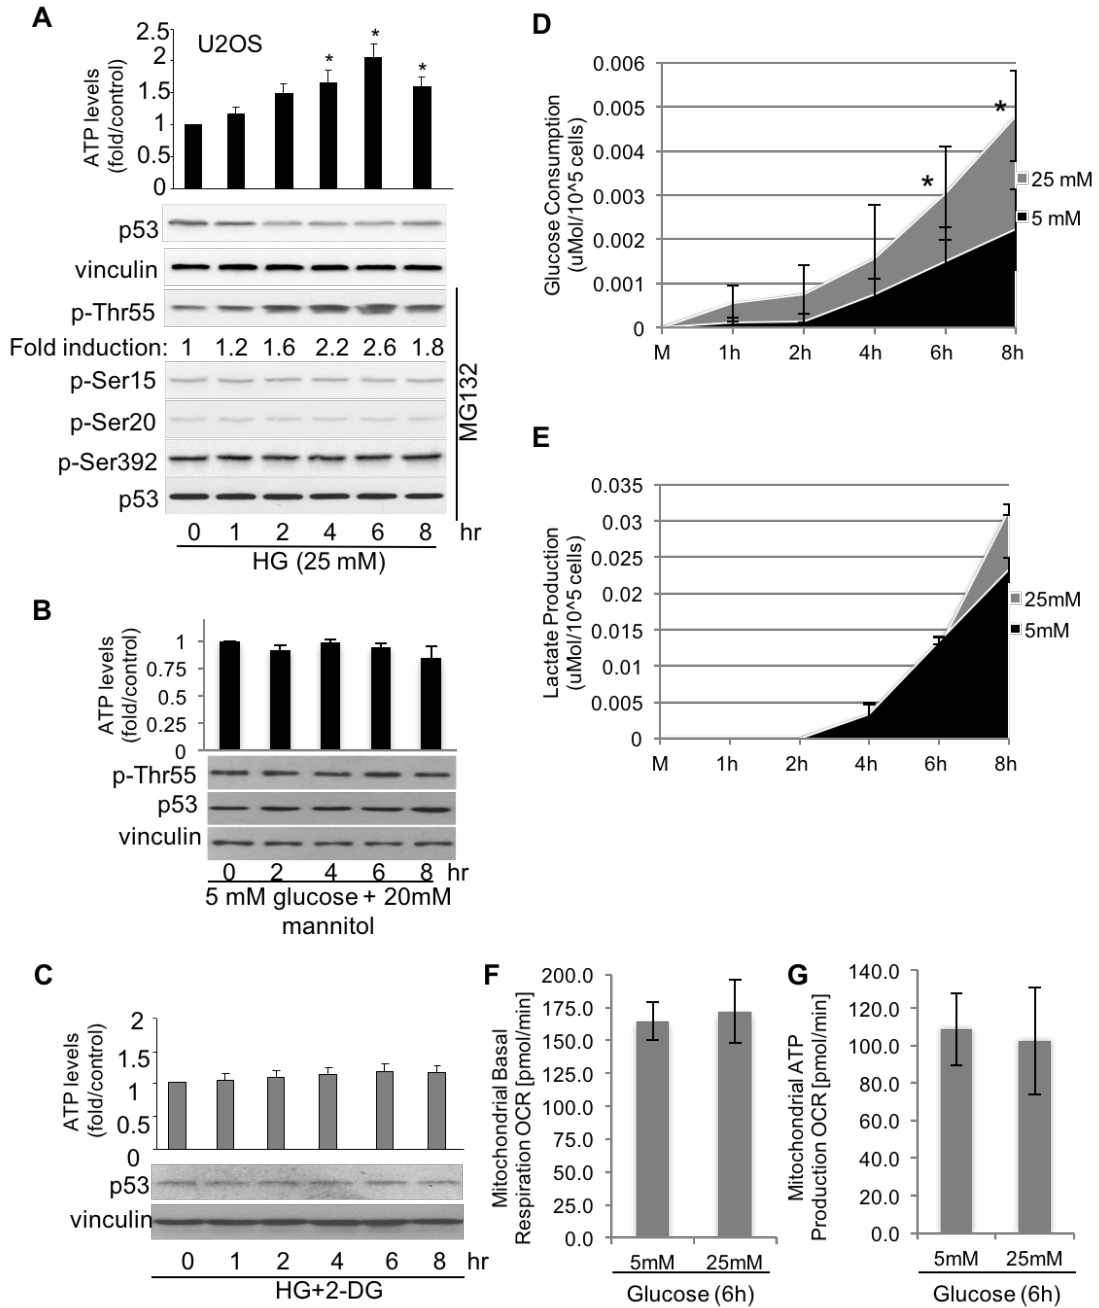 A
ATP levels
(fold/control)
2.5
2
1.5
1
0.5
0
U2OS
*
*
*
p53
vinculin
p-Thr55
Fold induction: 1 1.2 1.6 2.2 2.6 1.8
p-Ser15
p-Ser20
p-Ser392
p53
MG132
0 1 2 4 6 8 hr
HG (25 mM)
B
ATP levels
(fold/control)
1
0.75
0.5
0.25
0
p-Thr55
p53
vinculin
0 2 4 6 8 hr
5 mM glucose + 20mM
mannitol
C
ATP levels
(fold/control)
2
1.5
1
0.5
0
p53
vinculin
0 1 2 4 6 8 hr
HG+2-DG
D
Glucose Consumption
(uMol/10^5 cells)
0.006
0.005
0.004
0.003
0.002
0.001
0
*
*
25 mM
5 mM
M 1h 2h 4h 6h 8h
E
Lactate Production
(uMol/10^5 cells)
0.035
0.03
0.025
0.02
0.015
0.01
0.005
0
25mM
5mM
M 1h 2h 4h 6h 8h
F
Mitochondrial Basal
Respiration OCR [pmol/min]
200.0
175.0
150.0
125.0
100.0
75.0
50.0
25.0
0.0
5mM 25mM
Glucose (6h)
G
Mitochondrial ATP
Production OCR [pmol/min]
140.0
120.0
100.0
80.0
60.0
40.0
20.0
0.0
5mM 25mM
Glucose (6h)